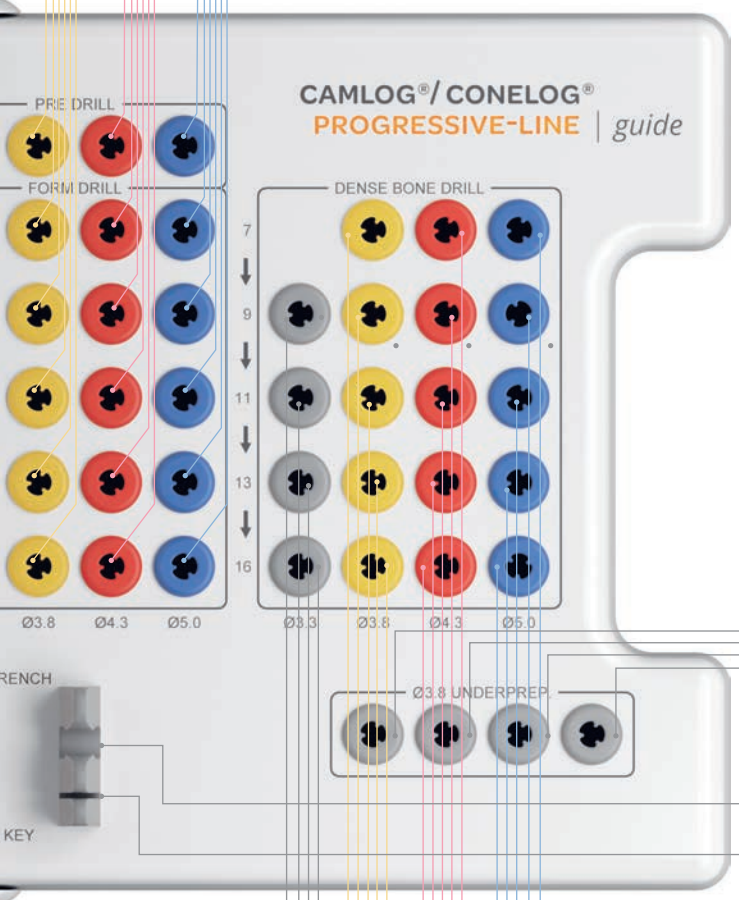 CAMLOG®/ CONELOG®
PROGRESSIVE-LINE | guide
PRE DRILL
FORM DRILL
DENSE BONE DRILL
7
9
11
13
16
Ø3.8 Ø4.3 Ø5.0
Ø3.3 Ø3.8 Ø4.3 Ø5.0
RENCH
Ø3.8 UNDERPREP.
KEY